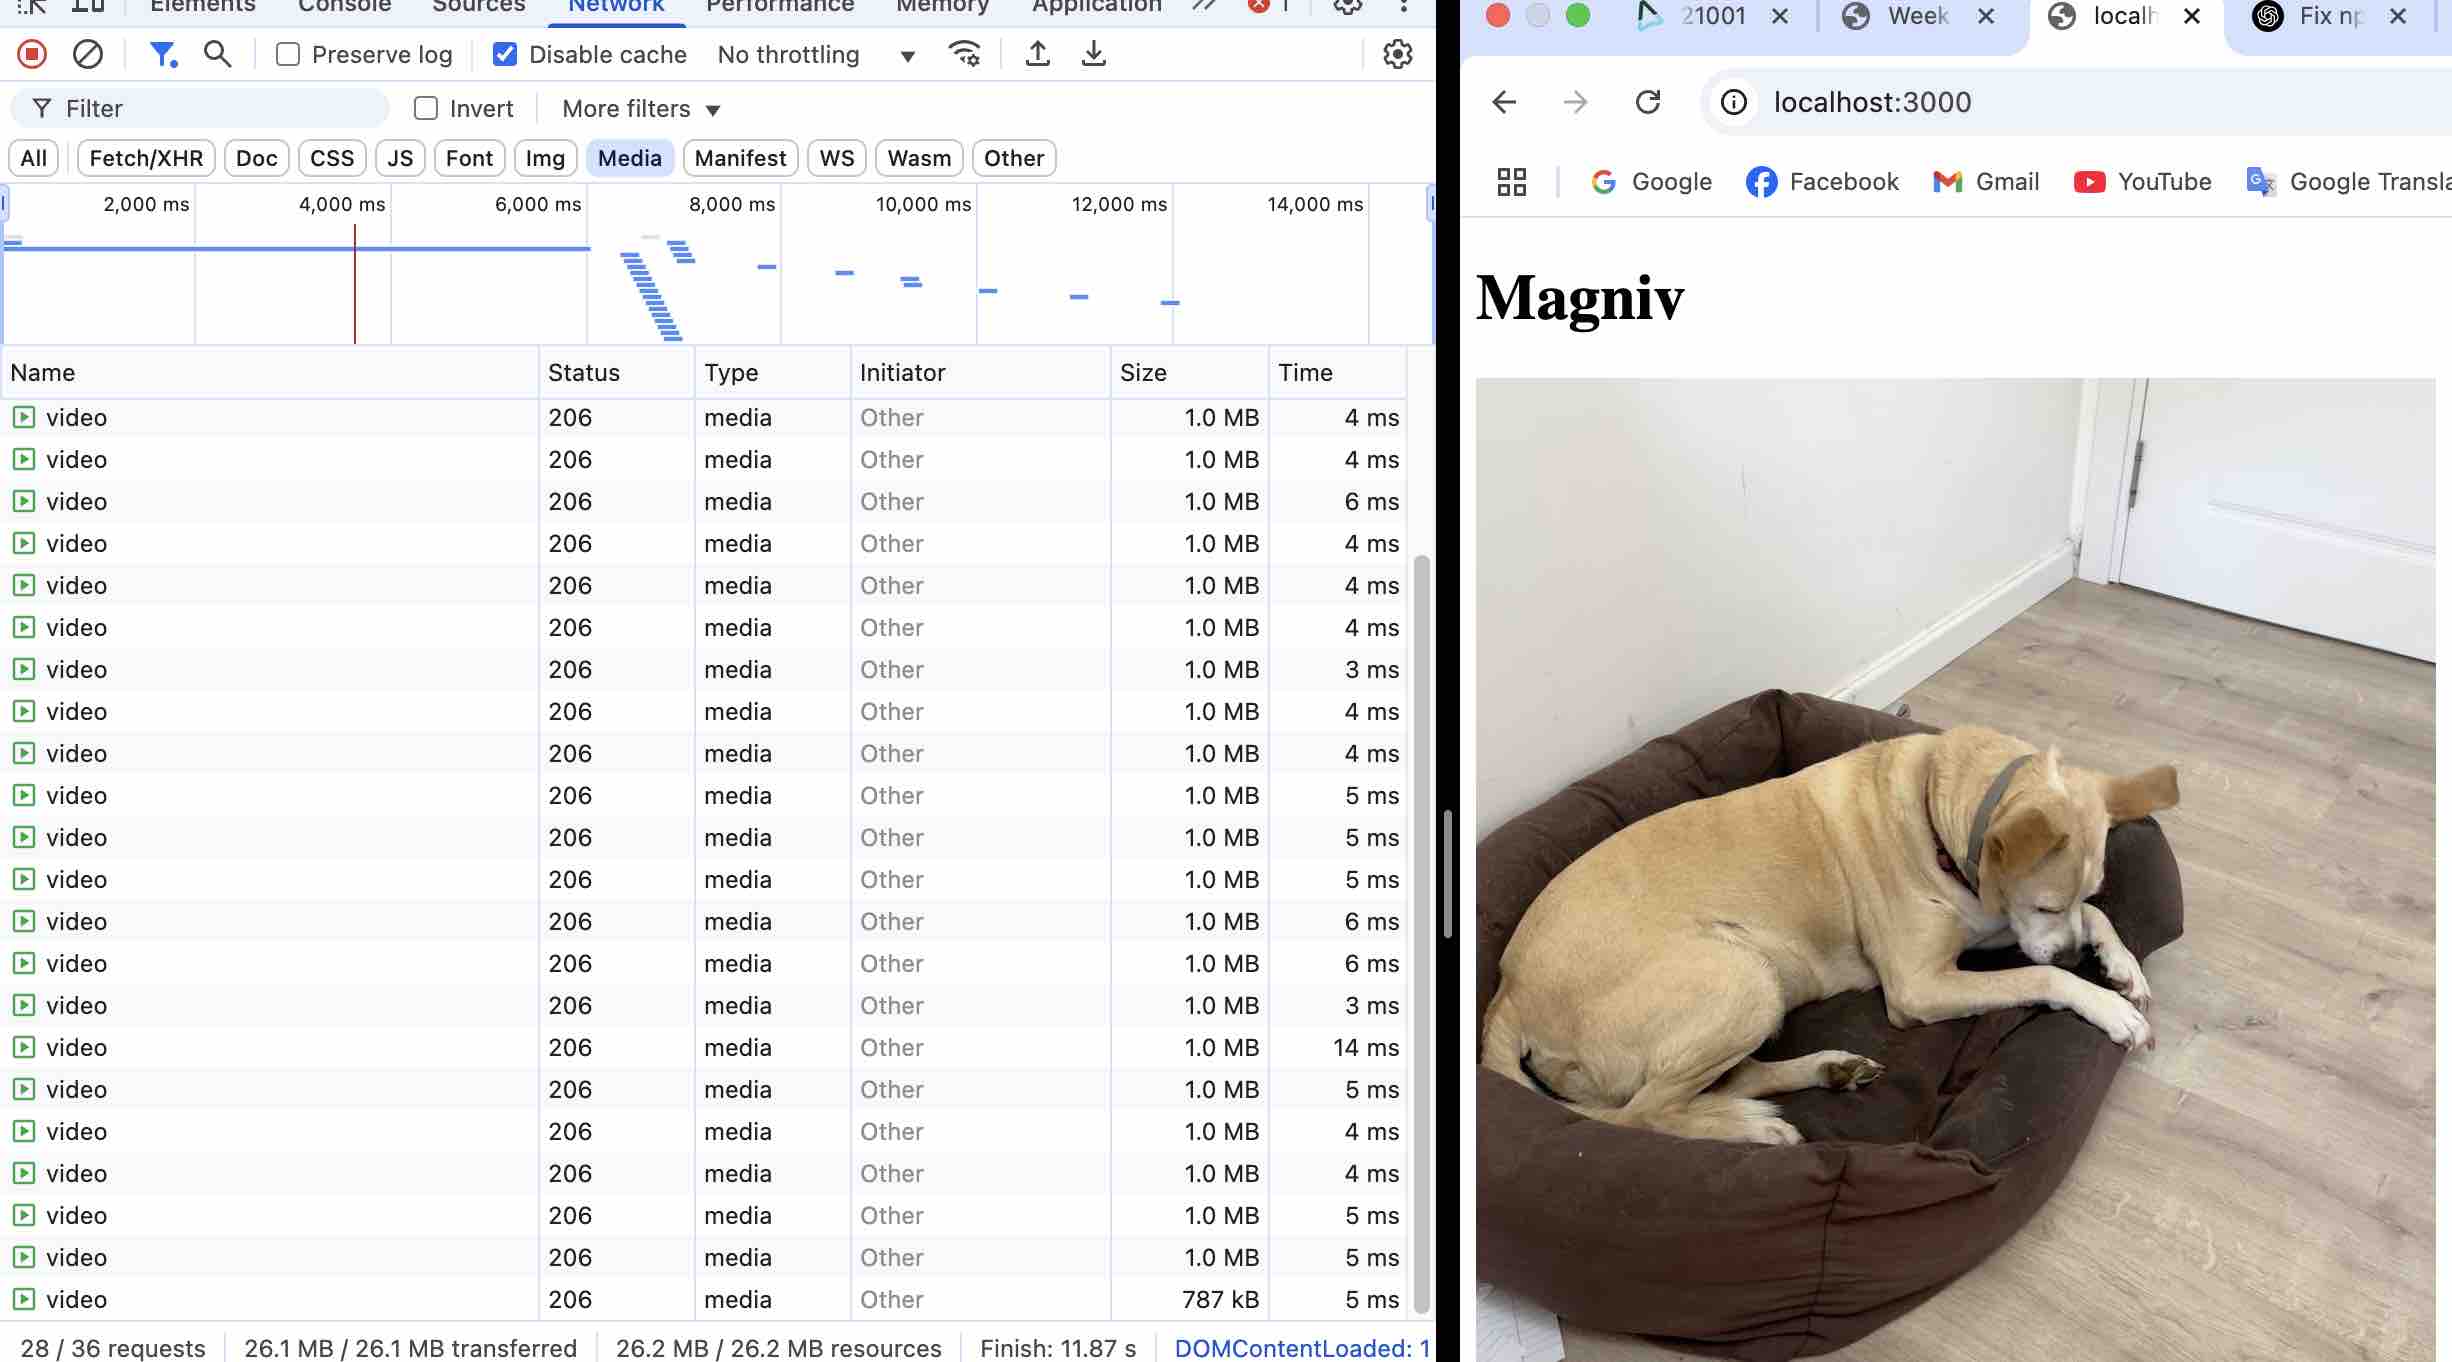 Elements Console Sources Network Performance Memory Application 1
Preserve log Disable cache No throttling
Filter Invert More filters
All Fetch/XHR Doc CSS JS Font Img Media Manifest WS Wasm Other
2,000 ms 4,000 ms 6,000 ms 8,000 ms 10,000 ms 12,000 ms 14,000 ms
Name Status Type Initiator Size Time
video 206 media Other 1.0 MB 4 ms
video 206 media Other 1.0 MB 4 ms
video 206 media Other 1.0 MB 6 ms
video 206 media Other 1.0 MB 4 ms
video 206 media Other 1.0 MB 4 ms
video 206 media Other 1.0 MB 4 ms
video 206 media Other 1.0 MB 3 ms
video 206 media Other 1.0 MB 4 ms
video 206 media Other 1.0 MB 4 ms
video 206 media Other 1.0 MB 5 ms
video 206 media Other 1.0 MB 5 ms
video 206 media Other 1.0 MB 5 ms
video 206 media Other 1.0 MB 6 ms
video 206 media Other 1.0 MB 6 ms
video 206 media Other 1.0 MB 3 ms
video 206 media Other 1.0 MB 14 ms
video 206 media Other 1.0 MB 5 ms
video 206 media Other 1.0 MB 4 ms
video 206 media Other 1.0 MB 4 ms
video 206 media Other 1.0 MB 5 ms
video 206 media Other 1.0 MB 5 ms
video 206 media Other 787 kB 5 ms
28 / 36 requests 26.1 MB / 26.1 MB transferred 26.2 MB / 26.2 MB resources Finish: 11.87 s DOMContentLoaded: 1
21001 Week localh Fix np
localhost:3000
Google Facebook Gmail YouTube Google Transla
Magniv